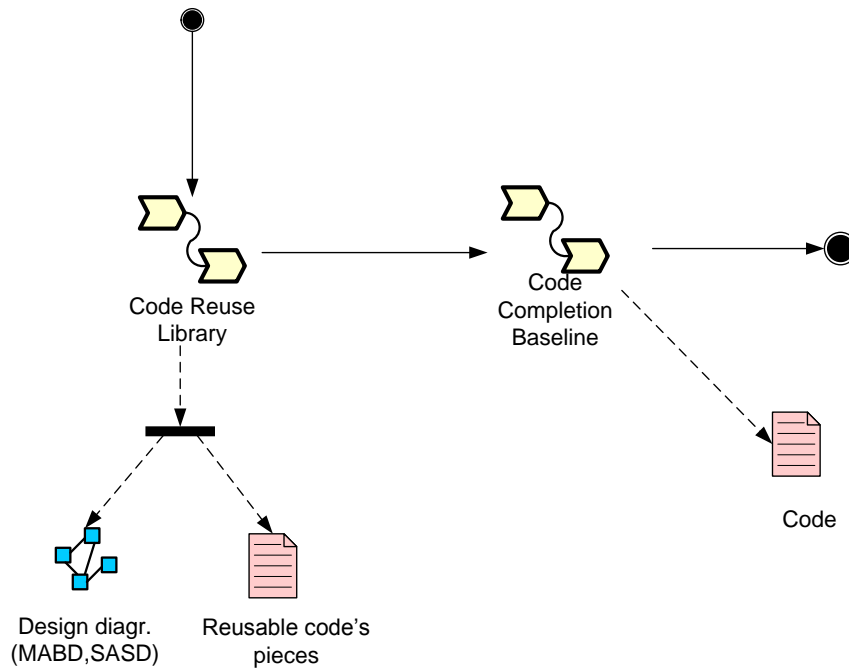 Code Reuse
Library
Code
Completion
Baseline
Code
Design diagr.
(MABD,SASD)
Reusable code's
pieces